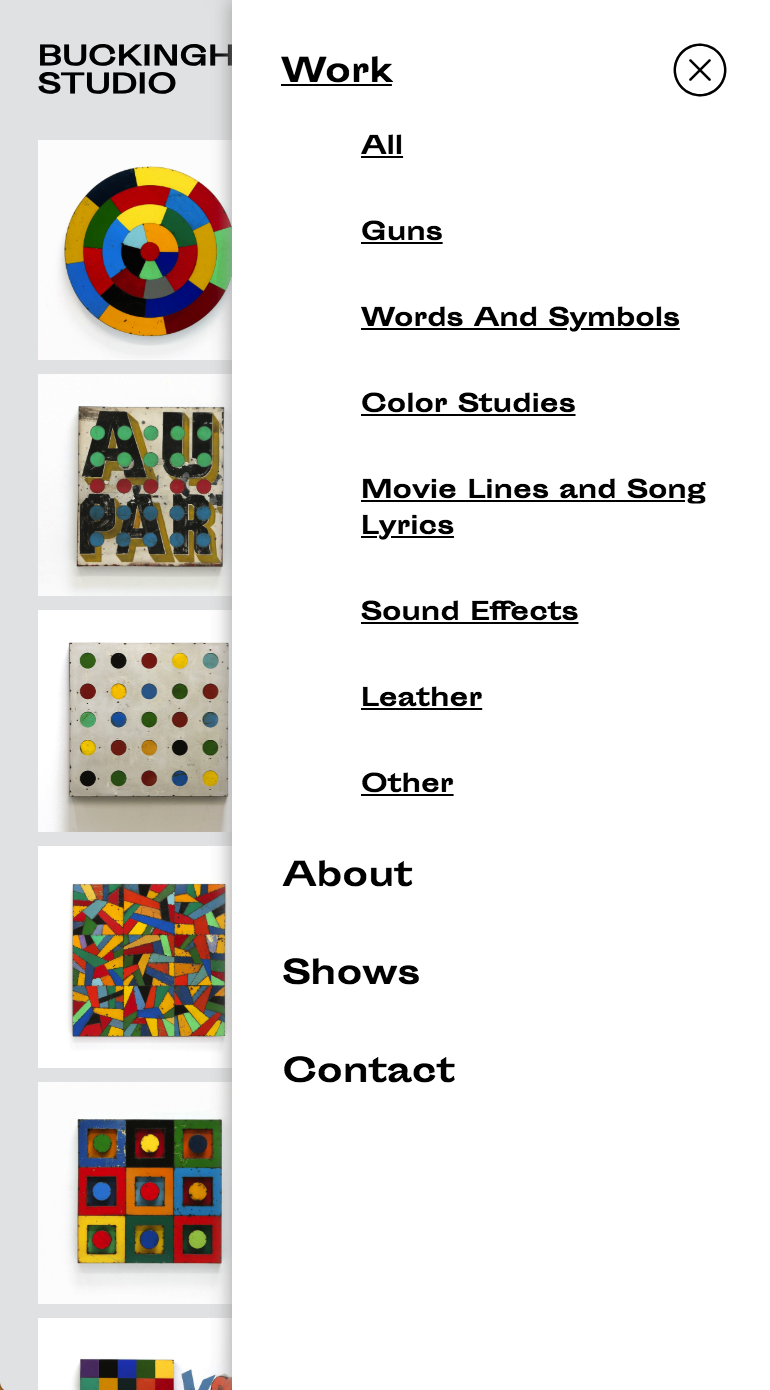 BUCKINGH
STUDIO
Work
All
Guns
Words And Symbols
Color Studies
Movie Lines and Song
Lyrics
Sound Effects
Leather
Other
About
Shows
Contact
AU
PAR